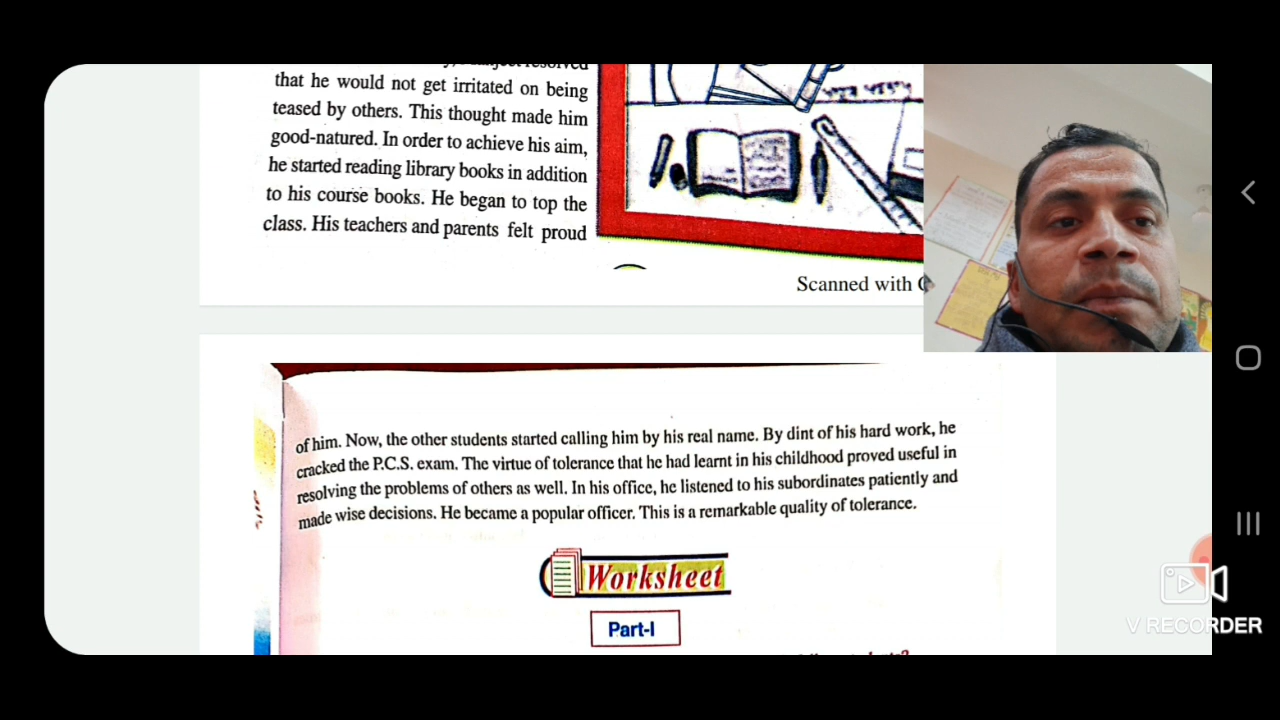 that he would not get irritated on being
teased by others. This thought made him
good-natured. In order to achieve his aim,
he started reading library books in addition
to his course books. He began to top the
class. His teachers and parents felt proud
Scanned with
of him. Now, the other students started calling him by his real name. By dint of his hard work, he
cracked the P.C.S. exam. The virtue of tolerance that he had learnt in his childhood proved useful in
resolving the problems of others as well. In his office, he listened to his subordinates patiently and
made wise decisions. He became a popular officer. This is a remarkable quality of tolerance.
Worksheet
Part-I
V RECORDER